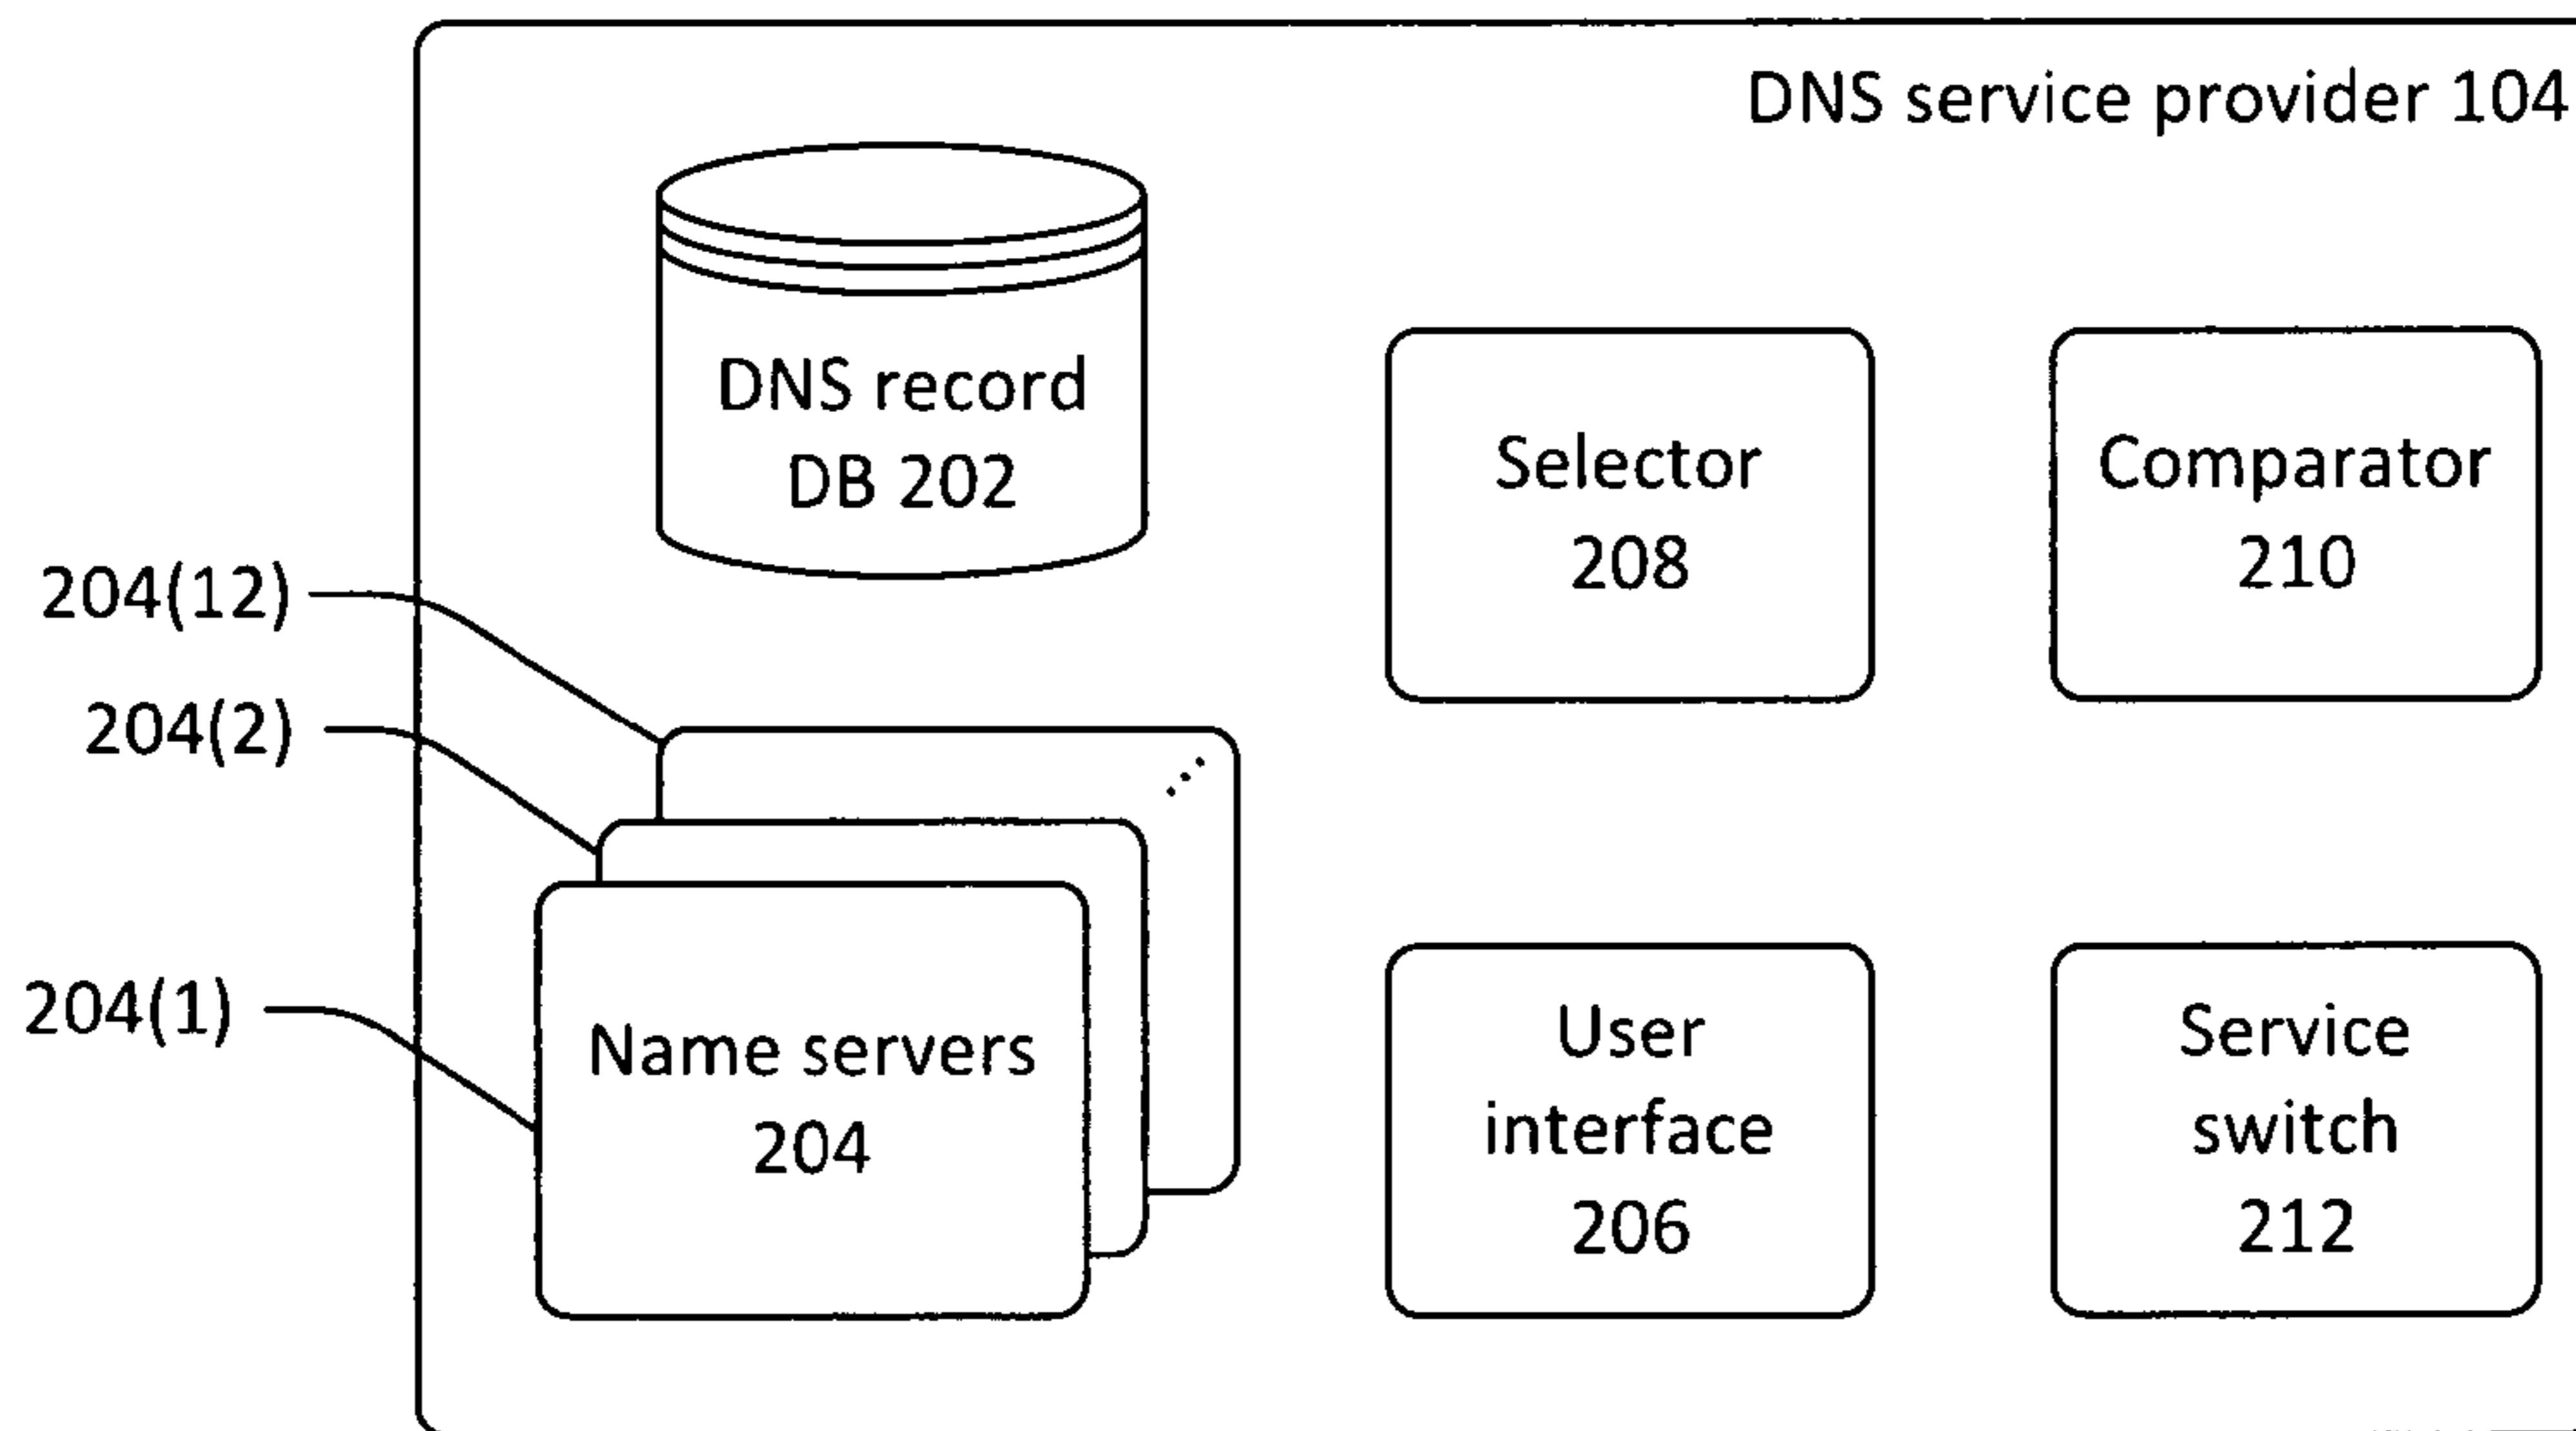 DNS service provider 104
DNS record
DB 202
Selector
208
Comparator
210
204(12)
204(2)
204(1)
Name servers
204
User
interface
206
Service
switch
212